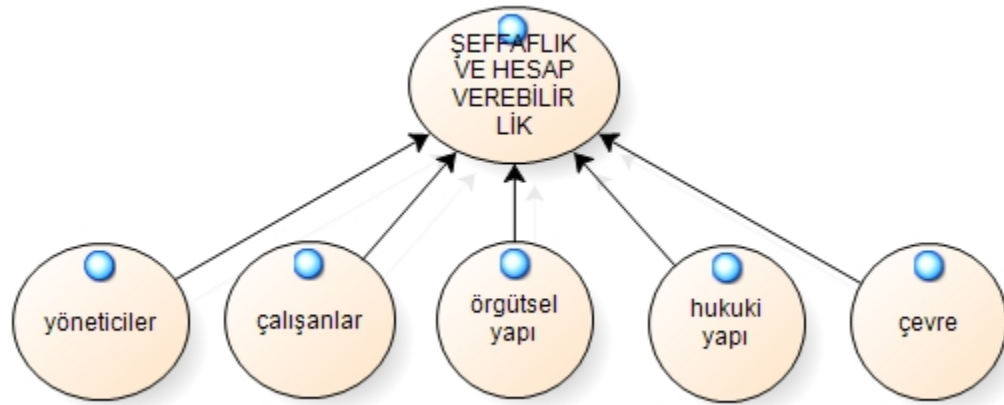 ŞEFFAFLIK
VE HESAP
VEREBİLİR
LİK
yöneticiler
çalışanlar
örgütsel
yapı
hukuki
yapı
çevre